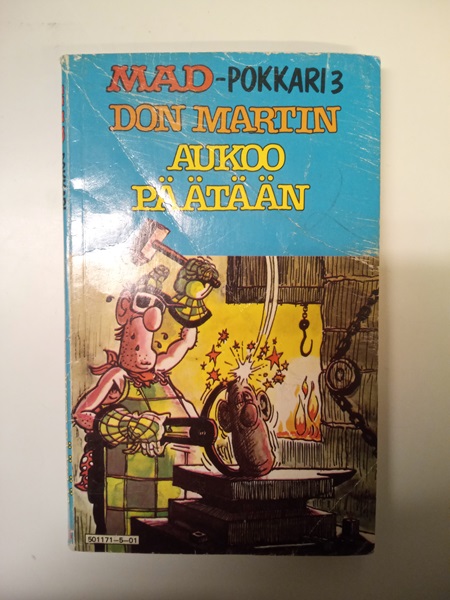 MAD-POKKARI 3
DON MARTIN
AUKOO
PÄÄTÄÄN
501171-5-01